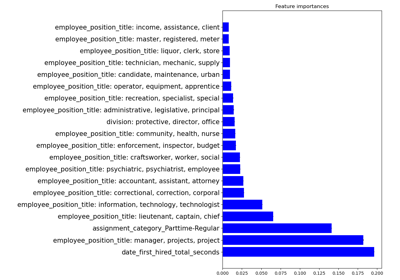 Feature importances
employee_position_title: income, assistance, client
employee_position_title: master, registered, meter
employee_position_title: liquor, clerk, store
employee_position_title: technician, mechanic, supply
employee_position_title: candidate, maintenance, urban
employee_position_title: operator, equipment, apprentice
employee_position_title: recreation, specialist, special
employee_position_title: administrative, legislative, principal
division: protective, director, office
employee_position_title: community, health, nurse
employee_position_title: enforcement, inspector, budget
employee_position_title: craftsworker, worker, social
employee_position_title: psychiatric, psychiatrist, employee
employee_position_title: accountant, assistant, attorney
employee_position_title: correctional, correction, corporal
employee_position_title: information, technology, technologist
employee_position_title: lieutenant, captain, chief
assignment_category_Parttime-Regular
employee_position_title: manager, projects, project
date_first_hired_total_seconds
0.000 0.025 0.050 0.075 0.100 0.125 0.150 0.175 0.200